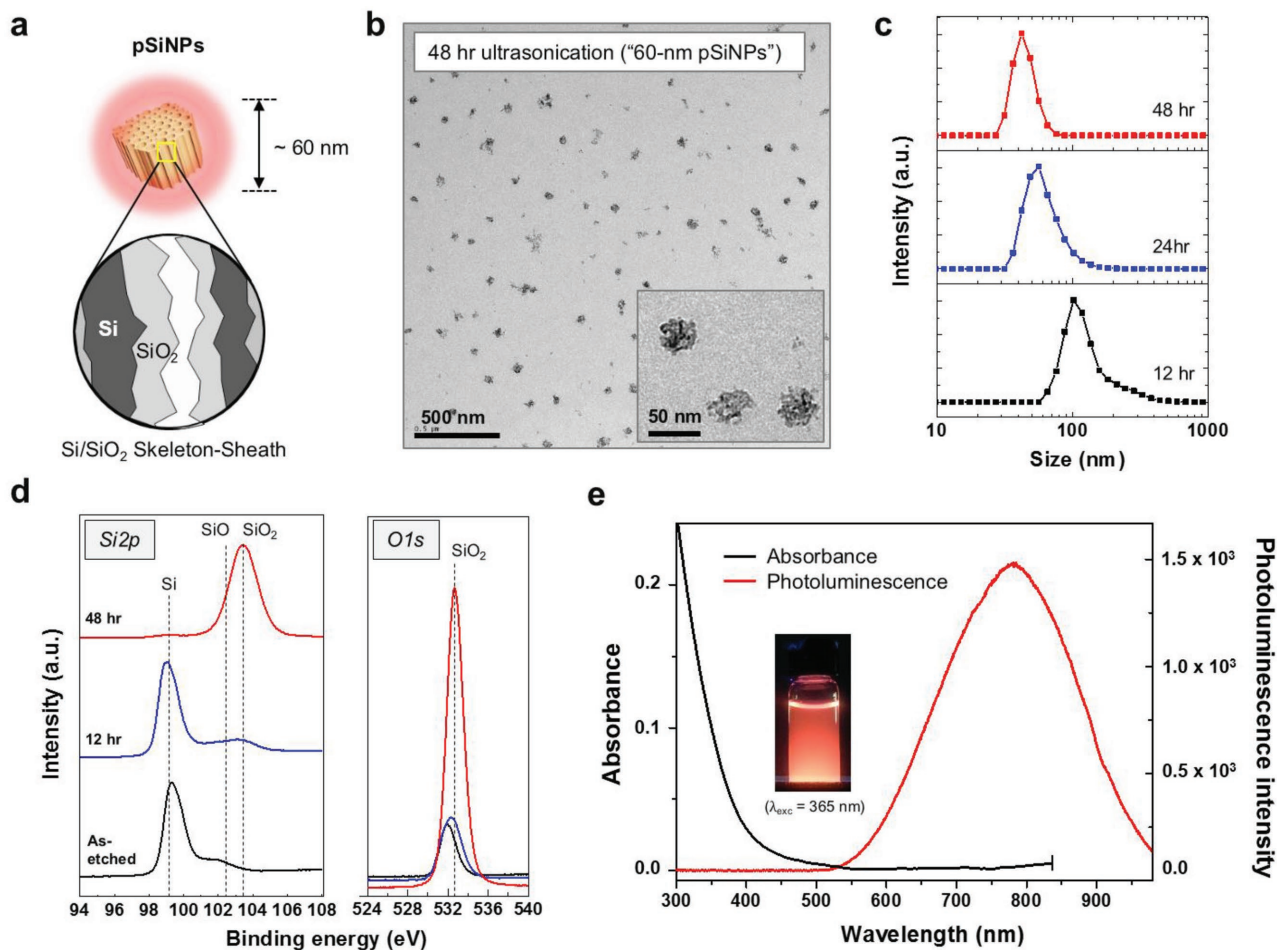 a
pSiNPs
~ 60 nm
Si
SiO₂
Si/SiO₂ Skeleton-Sheath
b
48 hr ultrasonication (“60-nm pSiNPs”)
500 nm
0.5 μm
50 nm
c
Intensity (a.u.)
48 hr
24hr
12 hr
10 100 1000
Size (nm)
d
Intensity (a.u.)
Si2p
Si
SiO
SiO₂
48 hr
12 hr
As-
etched
94 96 98 100 102 104 106 108
O1s
SiO₂
524 528 532 536 540
Binding energy (eV)
e
Absorbance
0.2
0.1
0.0
Absorbance
Photoluminescence
(λexc = 365 nm)
1.5 x 10³
1.0 x 10³
0.5 x 10³
0.0
Photoluminescence intensity
300 400 500 600 700 800 900
Wavelength (nm)